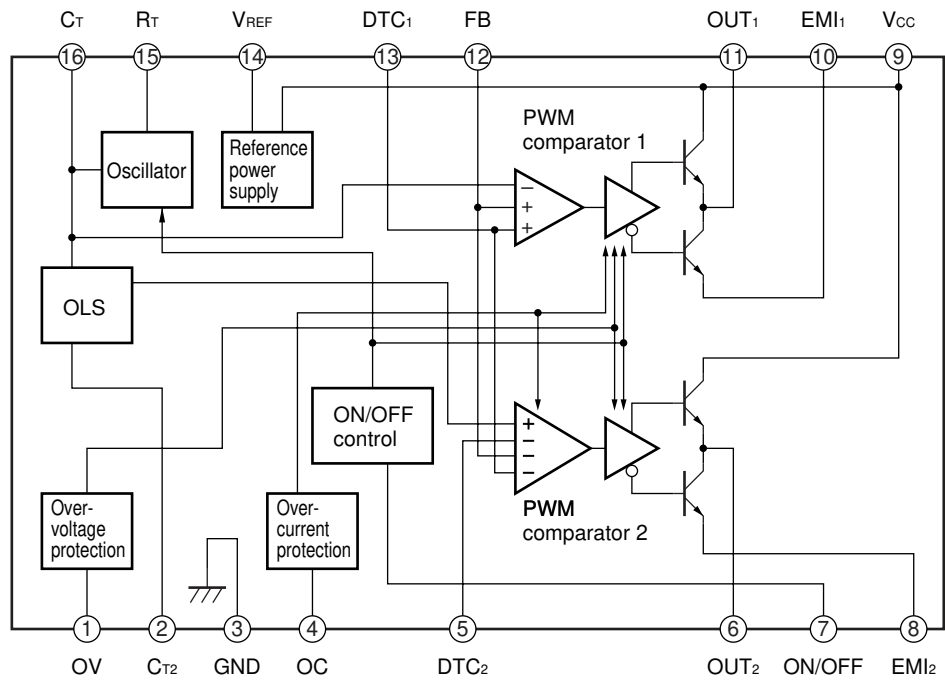 CT RT VREF DTC1 FB OUT1 EMI1 VCC
16 15 14 13 12 11 10 9
PWM
comparator 1
Oscillator
Reference
power
supply
−
+
+
OLS
ON/OFF
control
+
−
−
−
Over-
voltage
protection
Over-
current
protection
PWM
comparator 2
1 2 3 4 5 6 7 8
OV CT2 GND OC DTC2 OUT2 ON/OFF EMI2